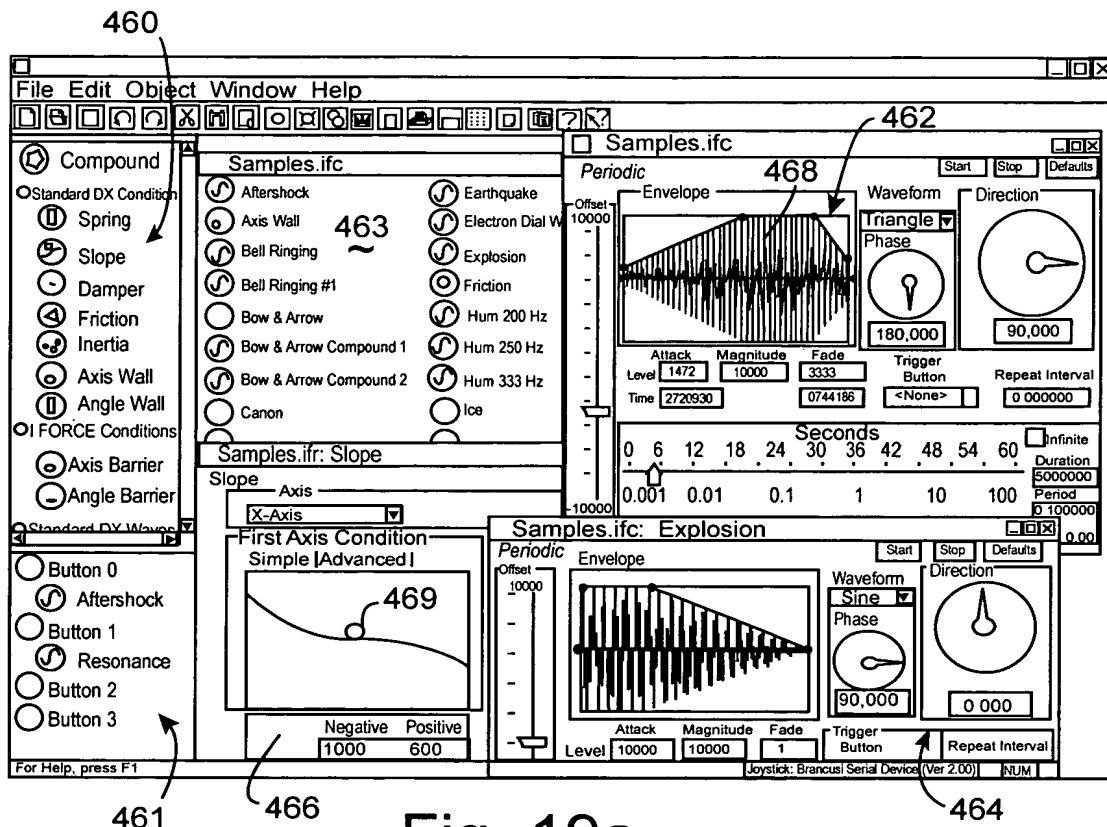 460
File Edit Object Window Help
Compound
Standard DX Condition
Spring
Slope
Damper
Friction
Inertia
Axis Wall
Angle Wall
I FORCE Conditions
Axis Barrier
Angle Barrier
Standard DX Waves
Button 0
Aftershock
Button 1
Resonance
Button 2
Button 3
461
For Help, press F1
Samples.ifc
463
Aftershock
Axis Wall
Bell Ringing
Bell Ringing #1
Bow & Arrow
Bow & Arrow Compound 1
Bow & Arrow Compound 2
Canon
Earthquake
Electron Dial W
Explosion
Friction
Hum 200 Hz
Hum 250 Hz
Hum 333 Hz
Ice
Samples.ifr: Slope
Slope
Axis
X-Axis
First Axis Condition
Simple |Advanced|
469
Negative Positive
1000 600
466
Samples.ifc
462
Periodic
Start Stop Defaults
Offset
10000
-10000
Envelope
468
Waveform
Triangle
Phase
180,000
Direction
90,000
Attack Magnitude Fade
Level 1472 10000 3333
Time 2720930 0744186
Trigger
Button
<None>
Repeat Interval
0 000000
Seconds
0 6 12 18 24 30 36 42 48 54 60
0.001 0.01 0.1 1 10 100
Infinite
Duration
5000000
Period
0 100000
0.00
Samples.ifc: Explosion
Periodic
Start Stop Defaults
Offset
10000
Envelope
Waveform
Sine
Phase
90,000
Direction
0 000
Attack Magnitude Fade
Level 10000 10000 1
Trigger
Button
Repeat Interval
Joystick: Brancusi Serial Device (Ver 2.00) NUM
464